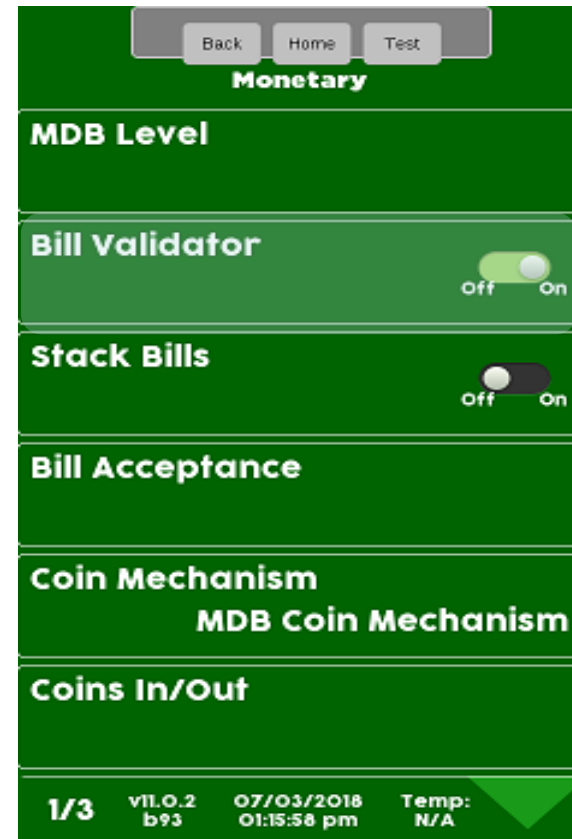 Back Home Test
Monetary
MDB Level
Bill Validator
Off On
Stack Bills
Off On
Bill Acceptance
Coin Mechanism
MDB Coin Mechanism
Coins In/Out
1/3 v11.0.2 07/03/2018 Temp:
b93 01:15:58 pm N/A